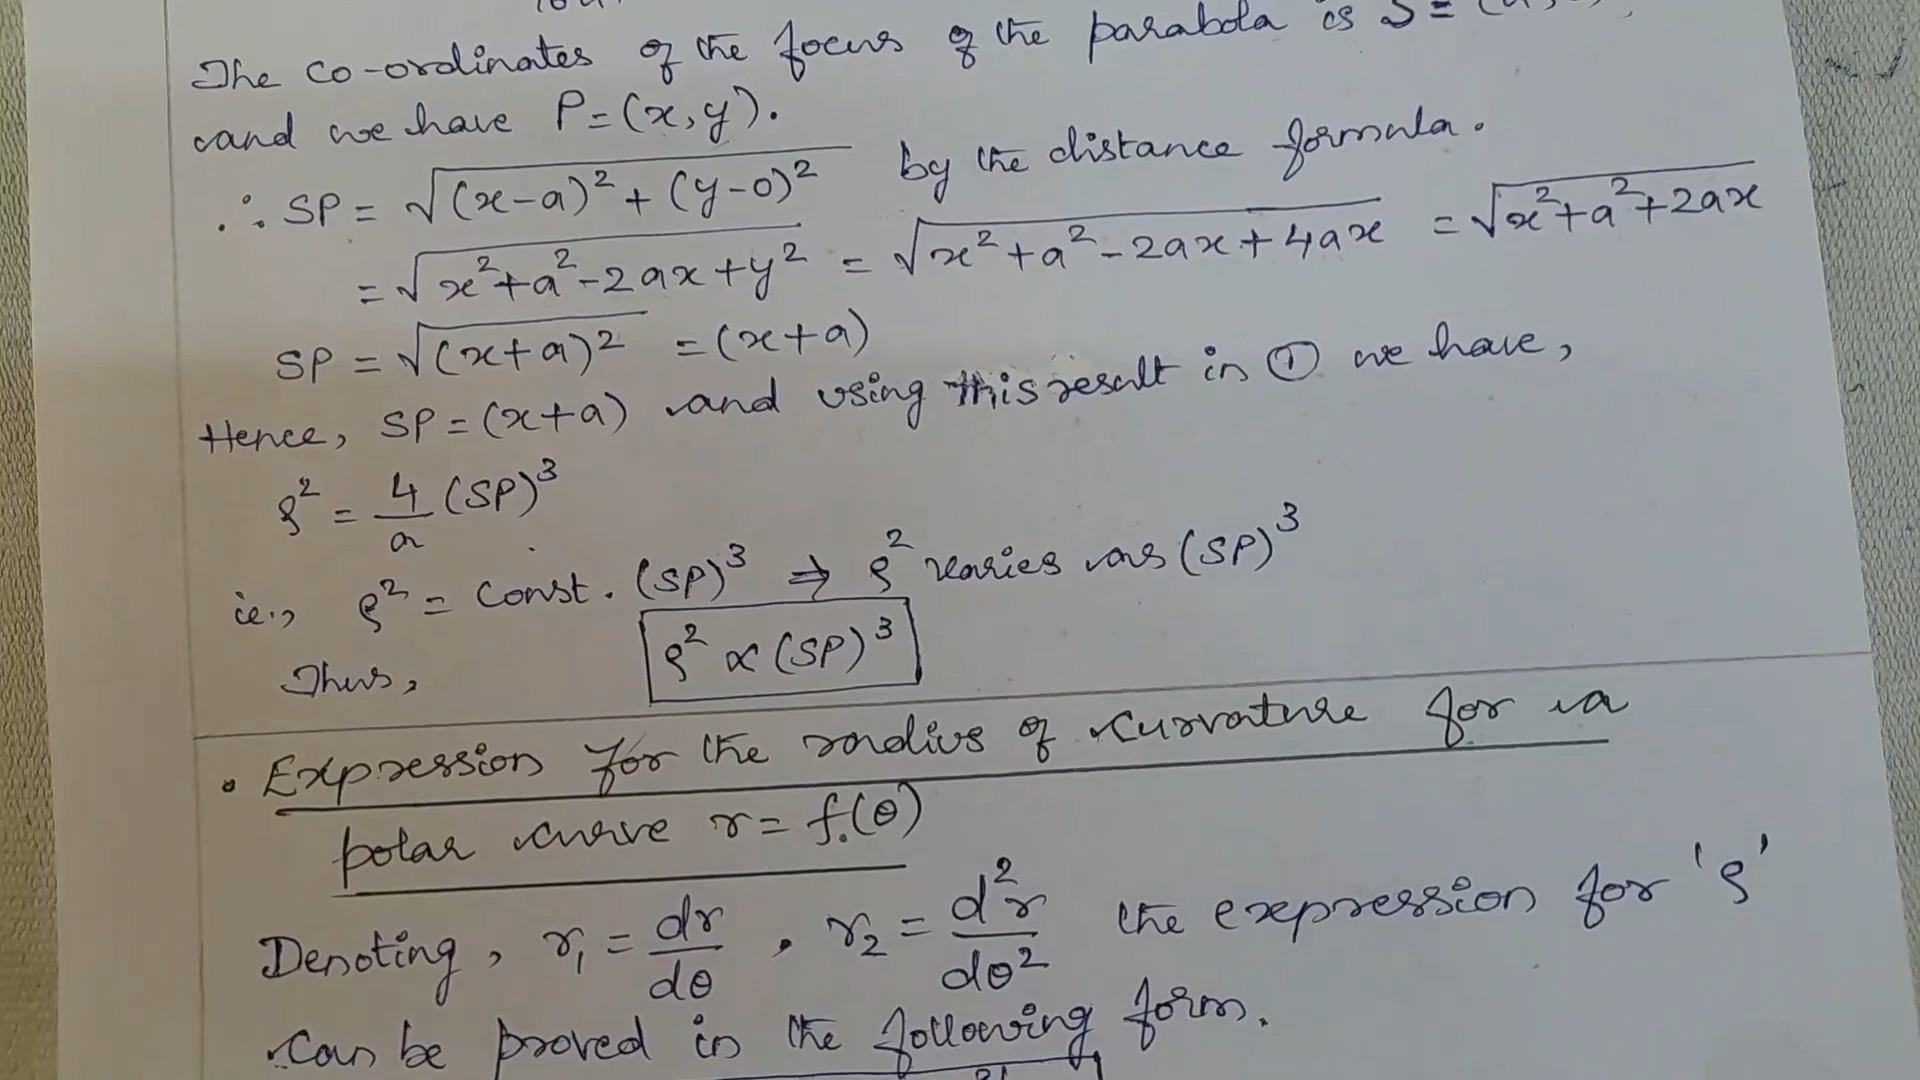 The co-ordinates of the focus of the parabola is S = (a,
and we have P = (x, y).
∴ SP = √((x-a)² + (y-0)²) by the distance formula.
= √(x² + a² - 2ax + y²) = √(x² + a² - 2ax + 4ax) = √(x² + a² + 2ax)
SP = √((x+a)²) = (x+a)
Hence, SP = (x+a) and using this result in ① we have,
ρ² = 4/a (SP)³
ie., ρ² = Const. (SP)³ ⇒ ρ² varies as (SP)³
Thus, ρ² ∝ (SP)³
• Expression for the radius of curvature for a
polar curve r = f(θ)
Denoting, r₁ = dr/dθ, r₂ = d²r/dθ² the expression for 'ρ'
can be proved in the following form.